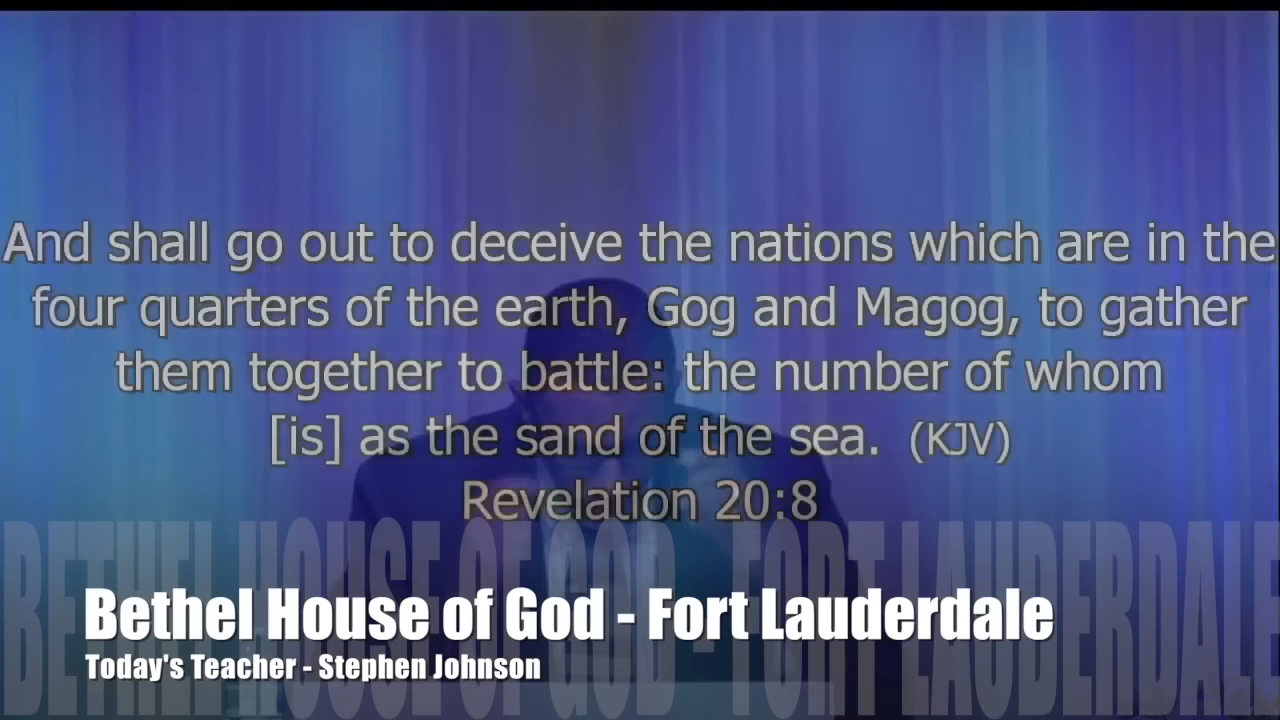 And shall go out to deceive the nations which are in the
four quarters of the earth, Gog and Magog, to gather
them together to battle: the number of whom
[is] as the sand of the sea. (KJV)
Revelation 20:8
BETHEL HOUSE OF GOD - FORT LAUDERDALE
Bethel House of God - Fort Lauderdale
Today's Teacher - Stephen Johnson